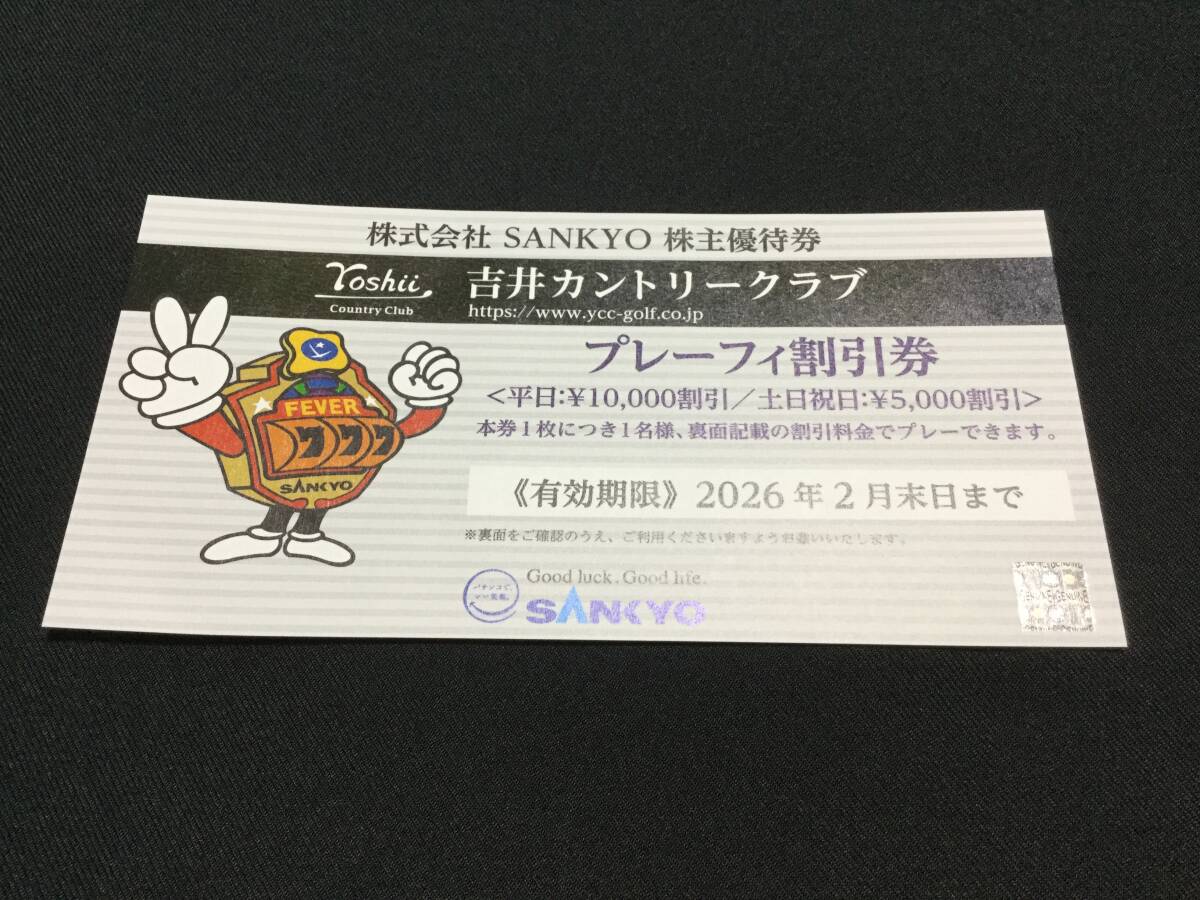 株式会社 SANKYO 株主優待券
Yoshii
Country Club
吉井カントリークラブ
https://www.ycc-golf.co.jp
プレーフィ割引券
<平日:¥10,000割引/土日祝日:¥5,000割引>
本券1枚につき1名様、裏面記載の割引料金でプレーできます。
《有効期限》2026年2月末日まで
※裏面をご確認のうえ、ご利用くださいますようお願いいたします。
FEVER
777
SANKYO
パチンコで、
Good luck. Good life.
SANKYO
GENUINE